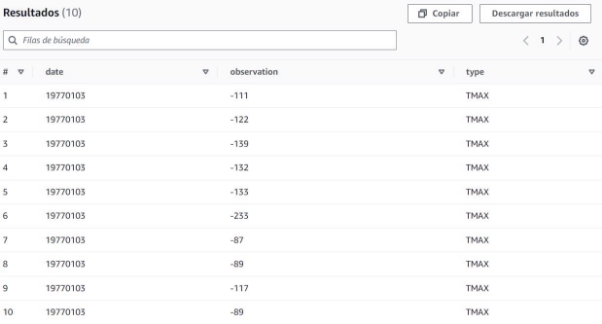 Resultados (10) Copiar Descargar resultados
Filas de búsqueda 1
# date observation type
1 19770103 -111 TMAX
2 19770103 -122 TMAX
3 19770103 -139 TMAX
4 19770103 -132 TMAX
5 19770103 -133 TMAX
6 19770103 -233 TMAX
7 19770103 -87 TMAX
8 19770103 -89 TMAX
9 19770103 -117 TMAX
10 19770103 -89 TMAX